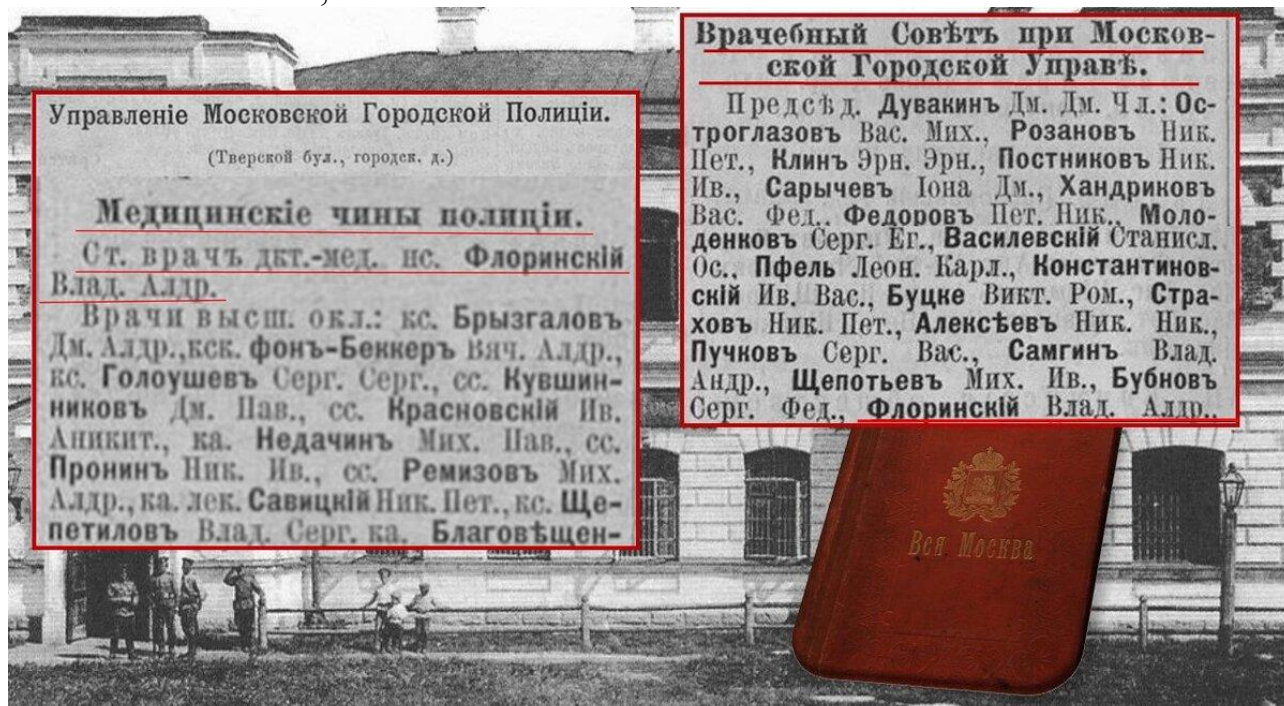 Управленіе Московской Городской Полиціи.
(Тверской бул., городск. д.)
Медицинскіе чины полиціи.
Ст. врачъ дкт.-мед. нс. Флоринскій
Влад. Алдр.
Врачи высш. окл.: кс. Брызгаловъ
Дм. Алдр., кск. фонъ-Беккеръ Вяч. Алдр.,
кс. Голоушевъ Серг. Серг., сс. Кувшин-
никовъ Дм. Пав., сс. Красновскій Ив.
Аникит., ка. Недачинъ Мих. Пав., сс.
Пронинъ Ник. Ив., сс. Ремизовъ Мих.
Алдр., ка. лек. Савицкій Ник. Пет., кс. Ще-
петиловъ Влад. Серг. ка. Благовѣщен-
Врачебный Совѣтъ при Москов-
ской Городской Управѣ.
Предсѣд. Дувакинъ Дм. Дм. Чл.: Ос-
троглазовъ Вас. Мих., Розановъ Ник.
Пет., Клинъ Эрн. Эрн., Постниковъ Ник.
Ив., Сарычевъ Іона Дм., Хандриковъ
Вас. Фед., Федоровъ Пет. Ник., Моло-
денковъ Серг. Ег., Василевскій Станисл.
Ос., Пфель Леон. Карл., Константинов-
скій Ив. Вас., Буцке Викт. Ром., Стра-
ховъ Ник. Пет., Алексѣевъ Ник. Ник.,
Пучковъ Серг. Вас., Самгинъ Влад.
Андр., Щепотьевъ Мих. Ив., Бубновъ
Серг. Фед., Флоринскій Влад. Алдр.,
Вся Москва